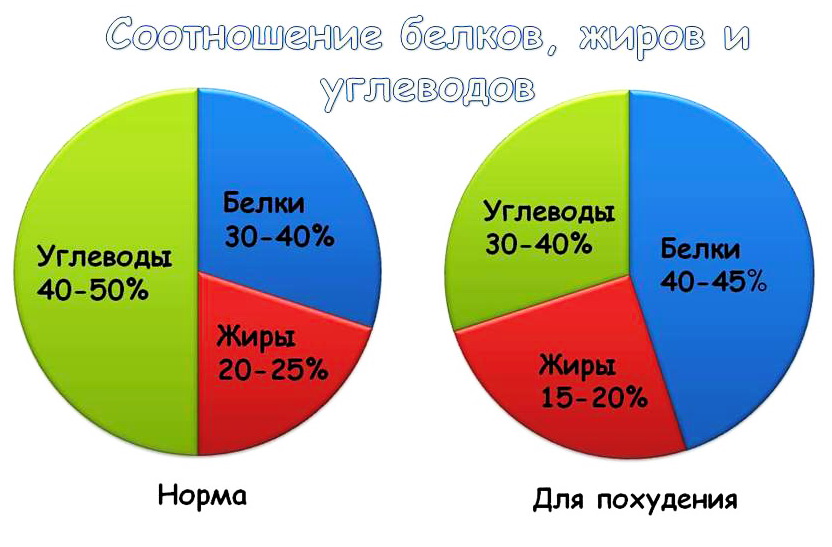 Соотношение белков, жиров и
углеводов
Углеводы
40-50%
Белки
30-40%
Жиры
20-25%
Норма
Углеводы
30-40%
Белки
40-45%
Жиры
15-20%
Для похудения